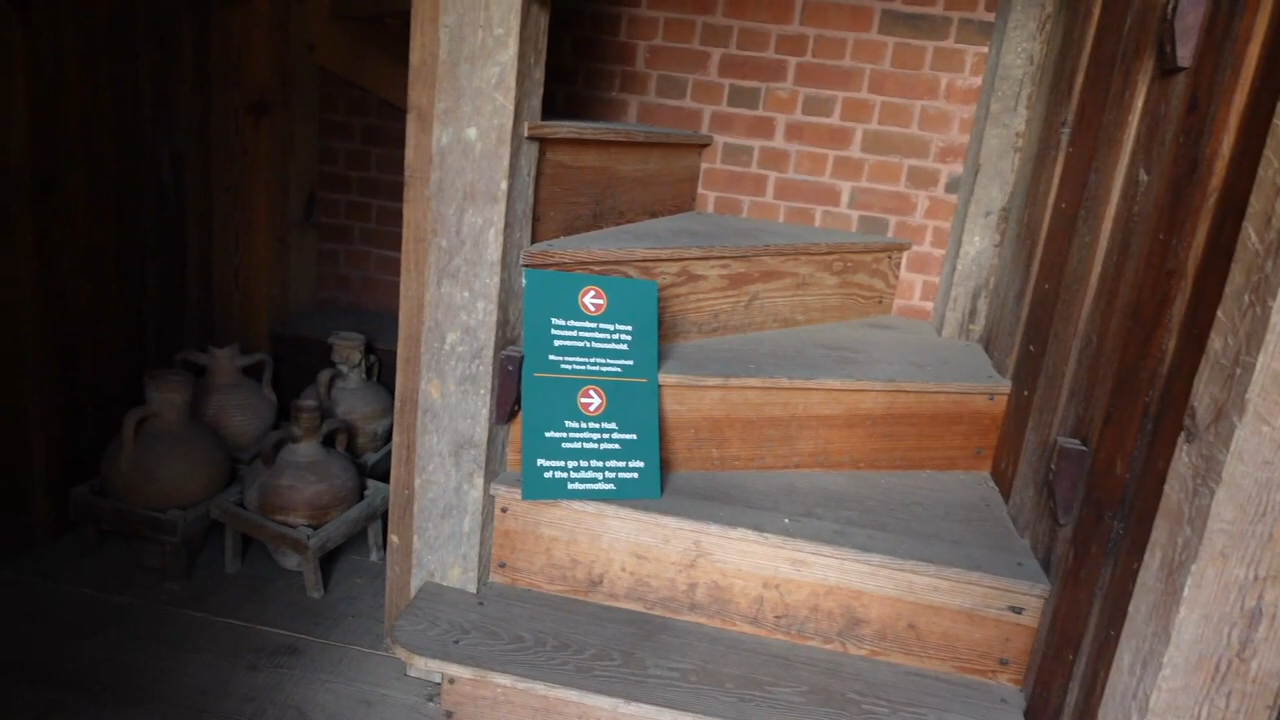 This chamber may have
housed members of the
governor's household.
More members of this household
may have lived upstairs.
This is the Hall,
where meetings or dinners
could take place.
Please go to the other side
of the building for more
information.